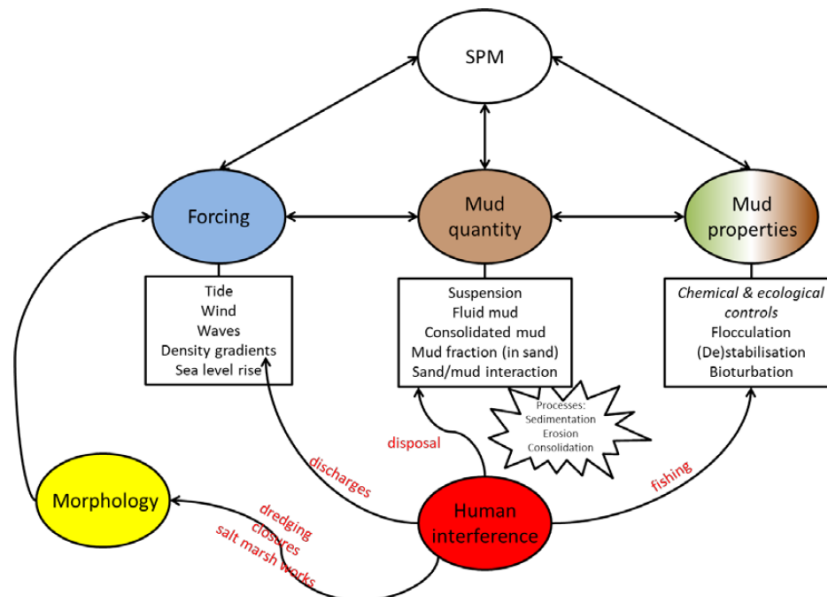 SPM
Forcing
Mud
quantity
Mud
properties
Tide
Wind
Waves
Density gradients
Sea level rise
Suspension
Fluid mud
Consolidated mud
Mud fraction (in sand)
Sand/mud interaction
Chemical & ecological
controls
Flocculation
(De)stabilisation
Bioturbation
Processes:
Sedimentation
Erosion
Consolidation
disposal
discharges
fishing
Morphology
dredging
closures
salt marsh works
Human
interference